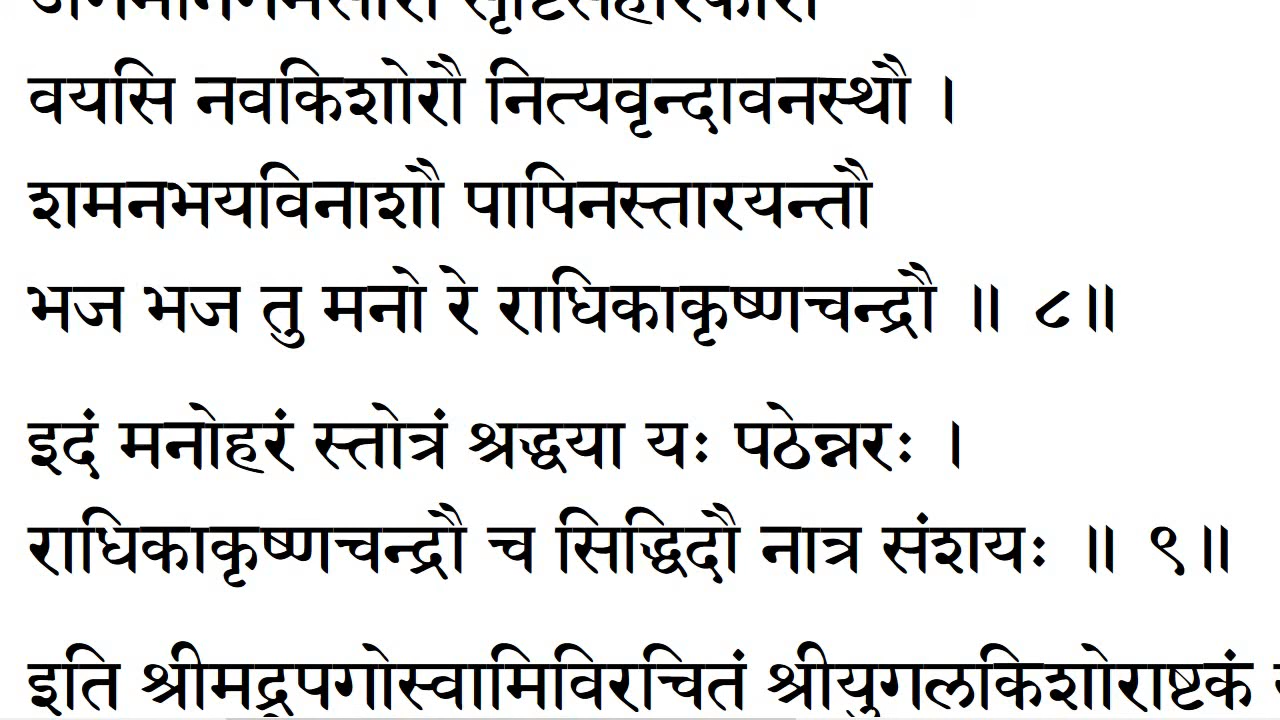 वयसि नवकिशोरौ नित्यवृन्दावनस्थौ ।
शमनभयविनाशौ पापिनस्तारयन्तौ
भज भज तु मनो रे राधिकाकृष्णचन्द्रौ ॥ ८॥
इदं मनोहरं स्तोत्रं श्रद्धया यः पठेन्नरः ।
राधिकाकृष्णचन्द्रौ च सिद्धिदौ नात्र संशयः ॥ ९॥
इति श्रीमद्रूपगोस्वामिविरचितं श्रीयुगलकिशोराष्टकं